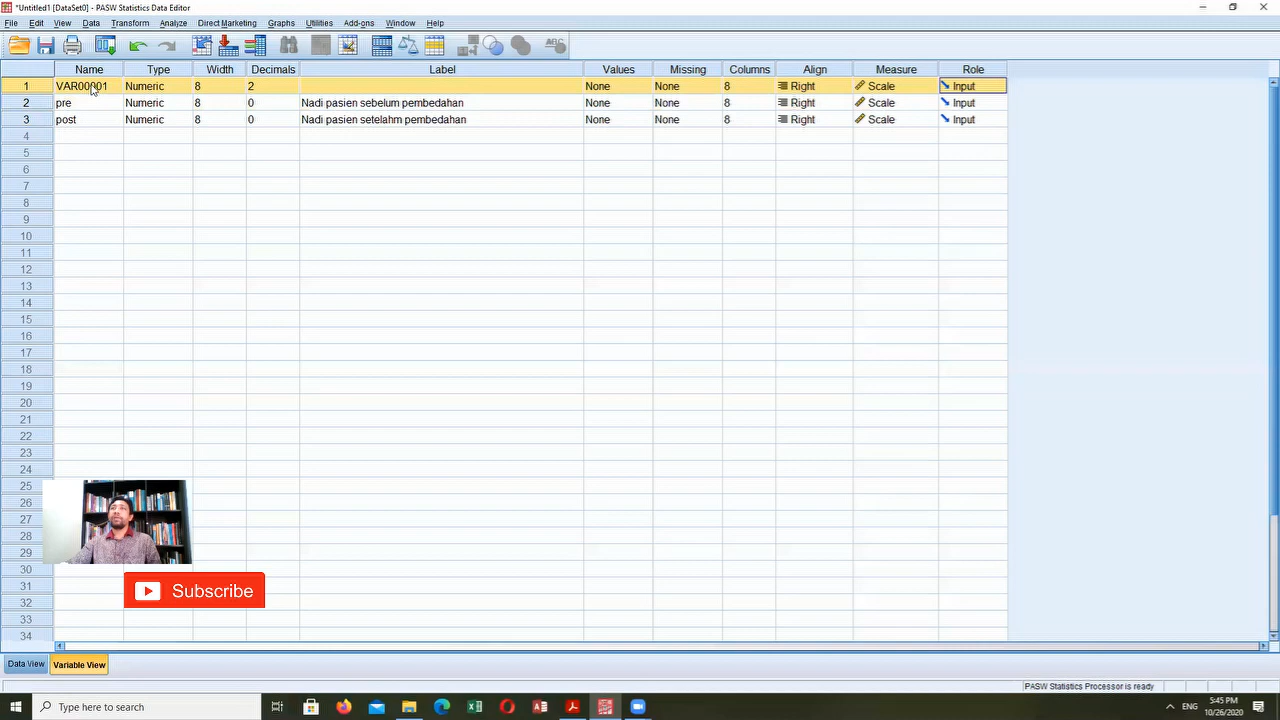 *Untitled1 [DataSet0] - PASW Statistics Data Editor
File Edit View Data Transform Analyze Direct Marketing Graphs Utilities Add-ons Window Help
Name Type Width Decimals Label Values Missing Columns Align Measure Role
1 VAR00001 Numeric 8 2 None None 8 Right Scale Input
2 pre Numeric 8 0 Nadi pasien sebelum pembedahan None None 8 Right Scale Input
3 post Numeric 8 0 Nadi pasien setelahm pembedahan None None 8 Right Scale Input
4
5
6
7
8
9
10
11
12
13
14
15
16
17
18
19
20
21
22
23
24
25
26
27
28
29
30
31
32
33
34
Subscribe
Data View Variable View
PASW Statistics Processor is ready
Type here to search
ENG
5:45 PM
10/26/2020